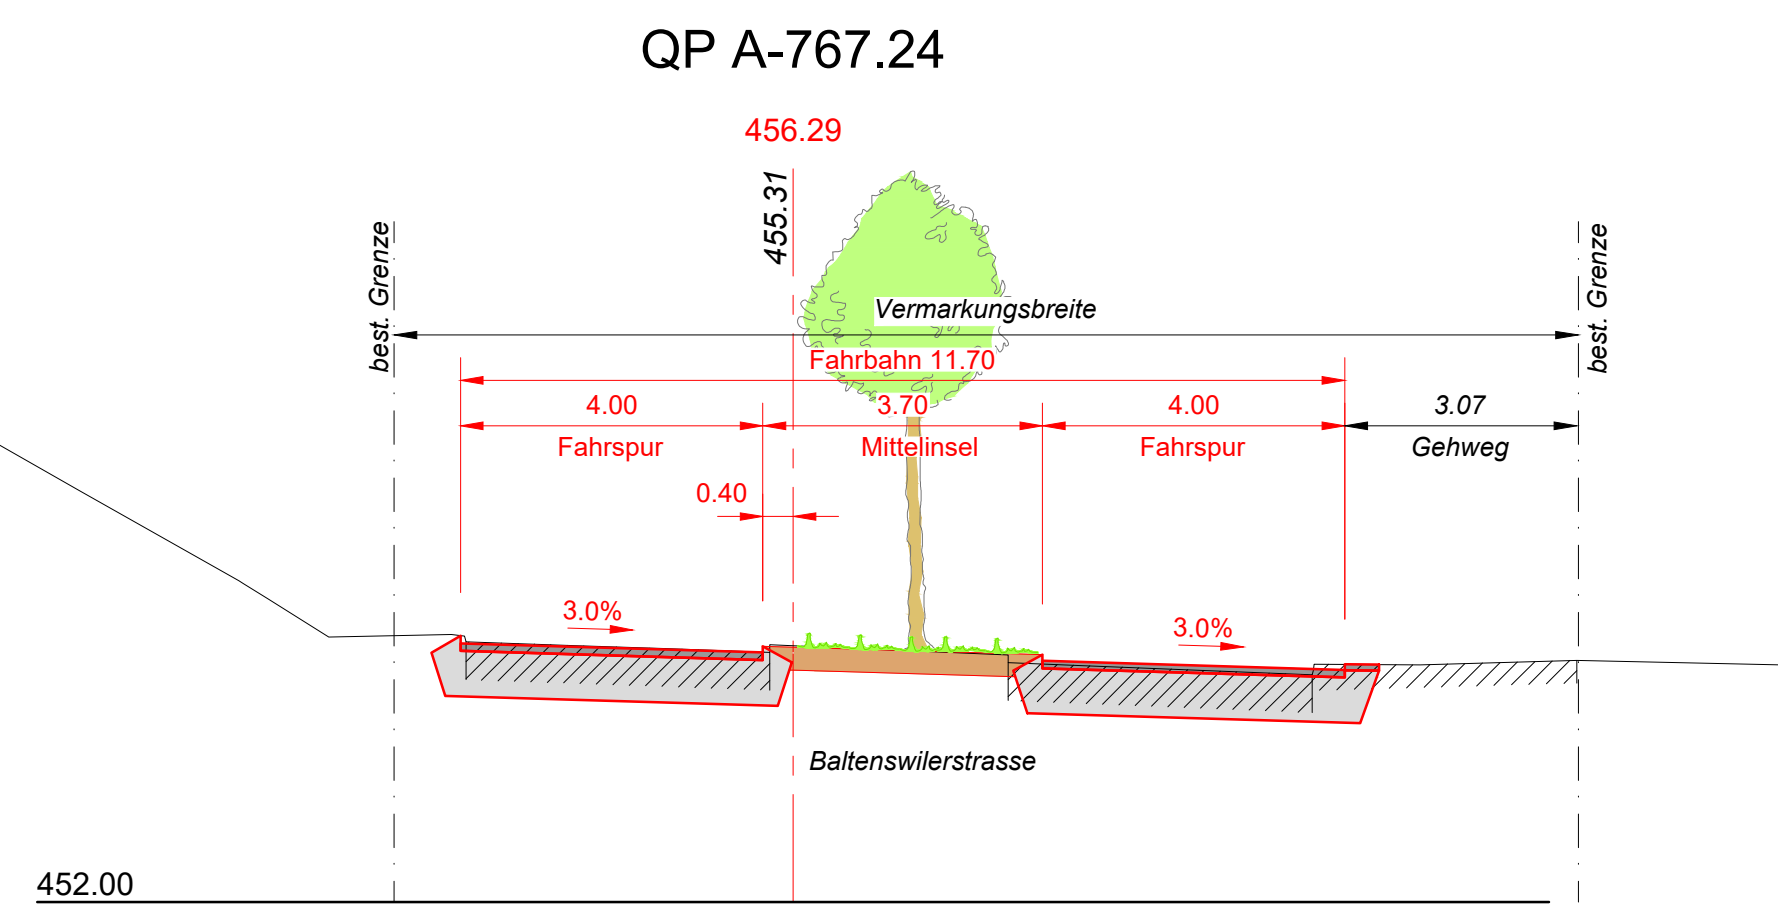 QP A-767.24
456.29
455.31
best. Grenze
best. Grenze
Vermarkungsbreite
Fahrbahn 11.70
4.00
3.70
4.00
3.07
Fahrspur
Mittelinsel
Fahrspur
Gehweg
0.40
3.0%
3.0%
Baltenswilerstrasse
452.00